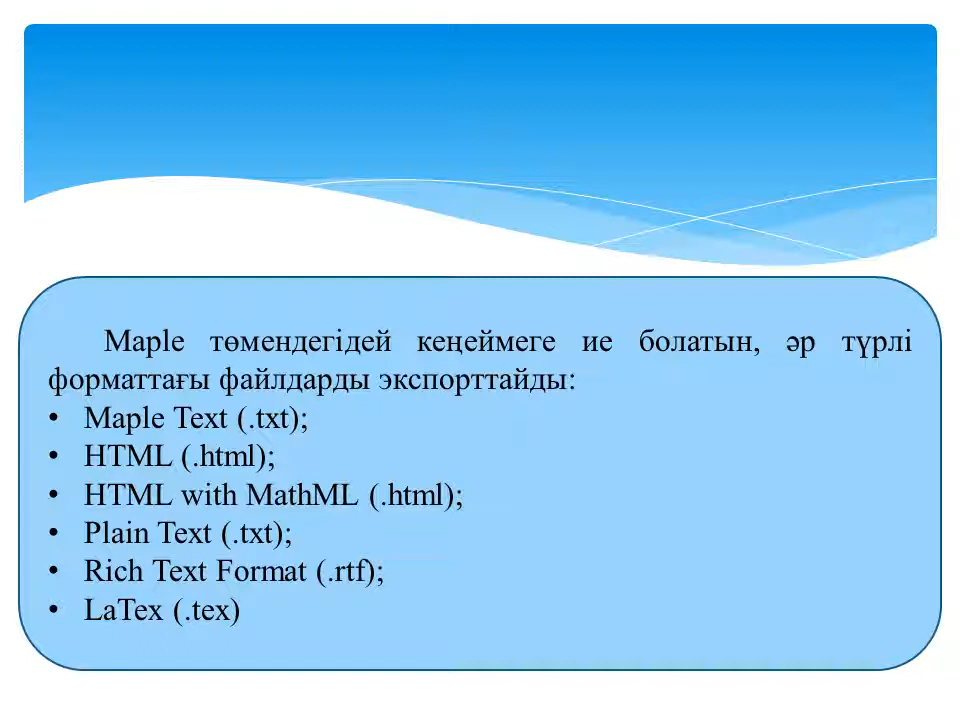 Maple төмендегідей кеңеймеге ие болатын, әр түрлі
форматтағы файлдарды экспорттайды:
• Maple Text (.txt);
• HTML (.html);
• HTML with MathML (.html);
• Plain Text (.txt);
• Rich Text Format (.rtf);
• LaTex (.tex)